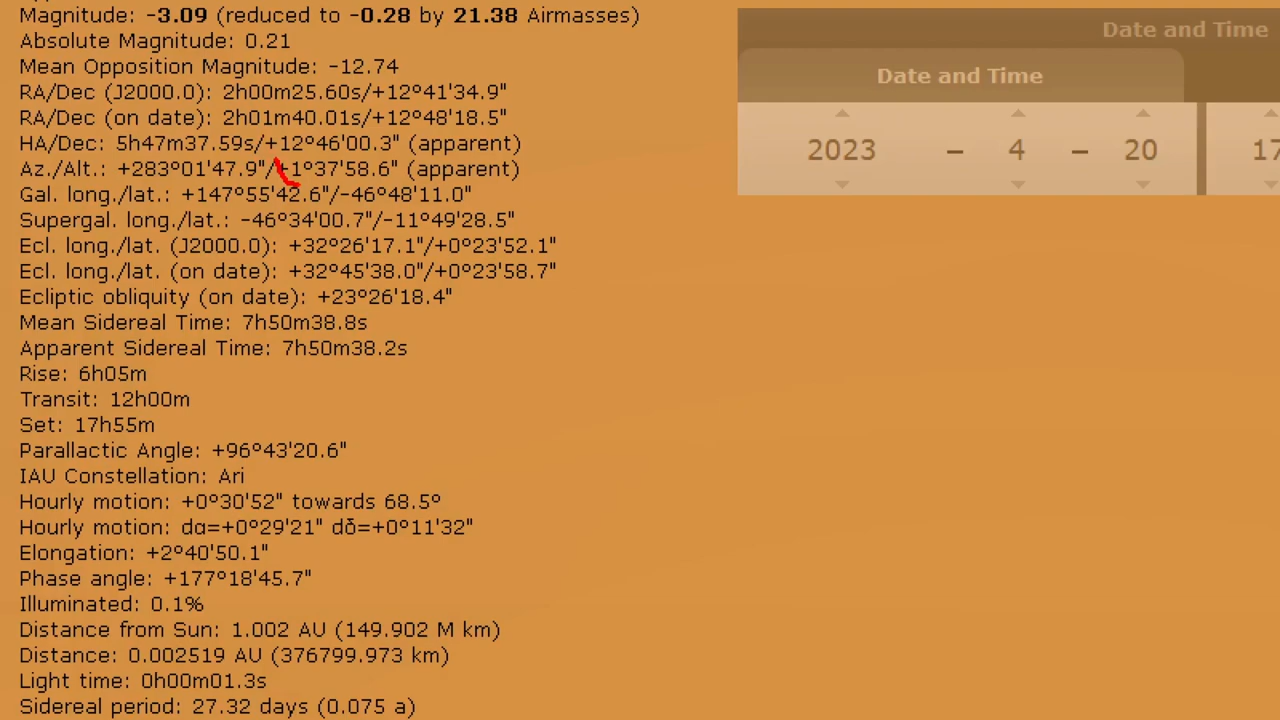 Magnitude: -3.09 (reduced to -0.28 by 21.38 Airmasses)
Absolute Magnitude: 0.21
Mean Opposition Magnitude: -12.74
RA/Dec (J2000.0): 2h00m25.60s/+12°41'34.9"
RA/Dec (on date): 2h01m40.01s/+12°48'18.5"
HA/Dec: 5h47m37.59s/+12°46'00.3" (apparent)
Az./Alt.: +283°01'47.9"/+1°37'58.6" (apparent)
Gal. long./lat.: +147°55'42.6"/-46°48'11.0"
Supergal. long./lat.: -46°34'00.7"/-11°49'28.5"
Ecl. long./lat. (J2000.0): +32°26'17.1"/+0°23'52.1"
Ecl. long./lat. (on date): +32°45'38.0"/+0°23'58.7"
Ecliptic obliquity (on date): +23°26'18.4"
Mean Sidereal Time: 7h50m38.8s
Apparent Sidereal Time: 7h50m38.2s
Rise: 6h05m
Transit: 12h00m
Set: 17h55m
Parallactic Angle: +96°43'20.6"
IAU Constellation: Ari
Hourly motion: +0°30'52" towards 68.5°
Hourly motion: dα=+0°29'21" dδ=+0°11'32"
Elongation: +2°40'50.1"
Phase angle: +177°18'45.7"
Illuminated: 0.1%
Distance from Sun: 1.002 AU (149.902 M km)
Distance: 0.002519 AU (376799.973 km)
Light time: 0h00m01.3s
Sidereal period: 27.32 days (0.075 a)
Date and Time
Date and Time
2023 - 4 - 20 17